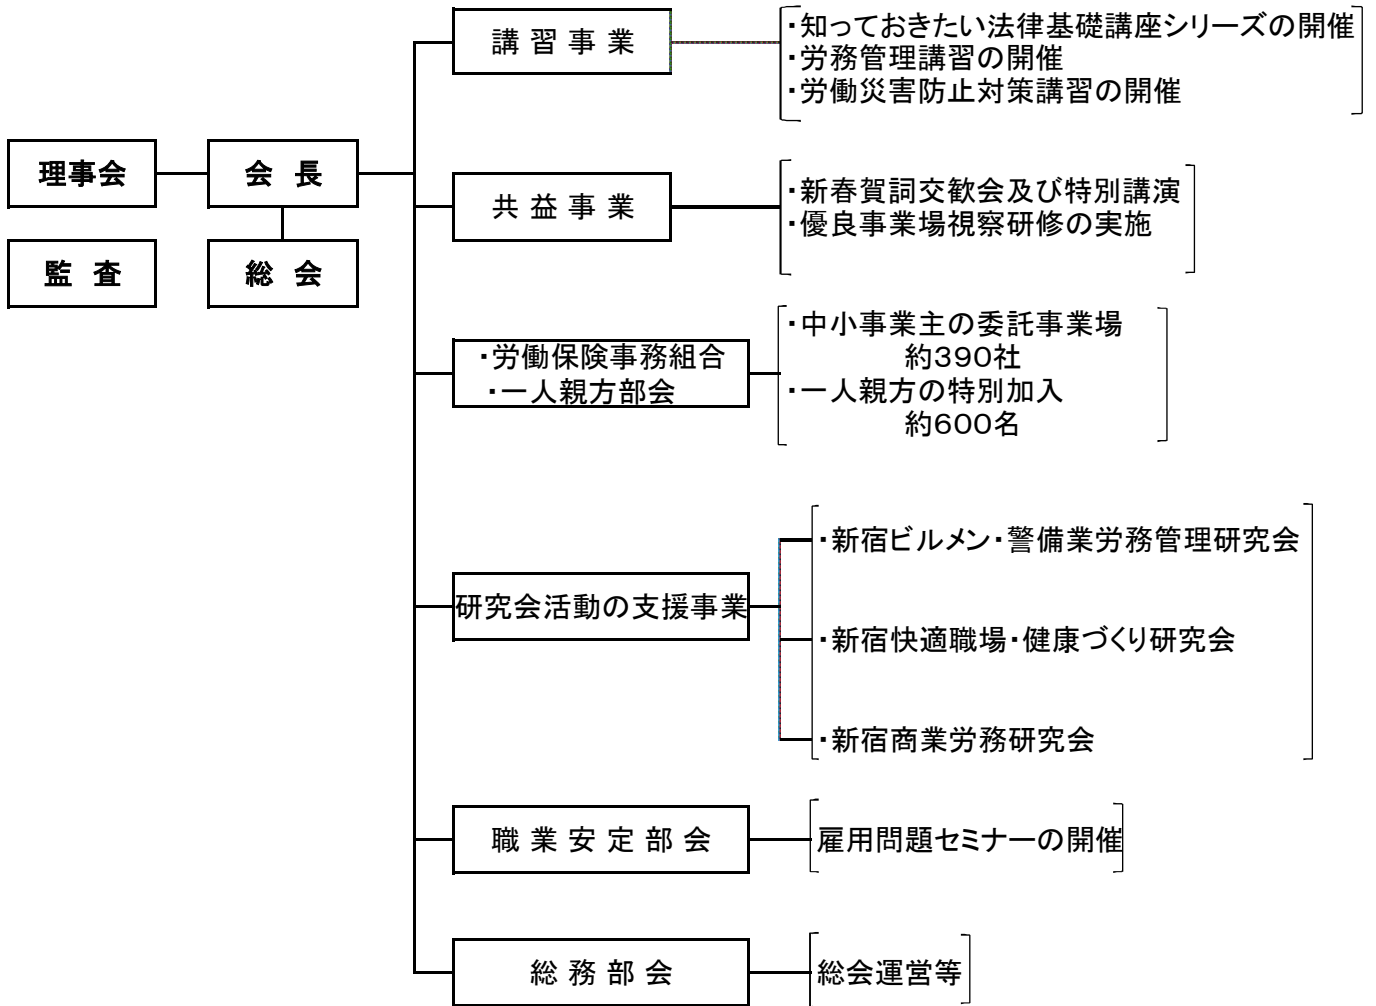 理事会
会 長
監 査
総 会
講 習 事 業
・知っておきたい法律基礎講座シリーズの開催
・労務管理講習の開催
・労働災害防止対策講習の開催
共 益 事 業
・新春賀詞交歓会及び特別講演
・優良事業場視察研修の実施
・労働保険事務組合
・一人親方部会
・中小事業主の委託事業場
約390社
・一人親方の特別加入
約600名
研究会活動の支援事業
・新宿ビルメン・警備業労務管理研究会
・新宿快適職場・健康づくり研究会
・新宿商業労務研究会
職 業 安 定 部 会
雇用問題セミナーの開催
総 務 部 会
総会運営等